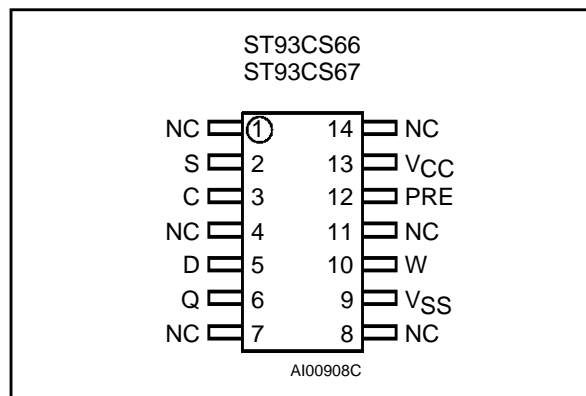 ST93CS66
ST93CS67
NC 1 14 NC
S 2 13 VCC
C 3 12 PRE
NC 4 11 NC
D 5 10 W
Q 6 9 VSS
NC 7 8 NC
AI00908C